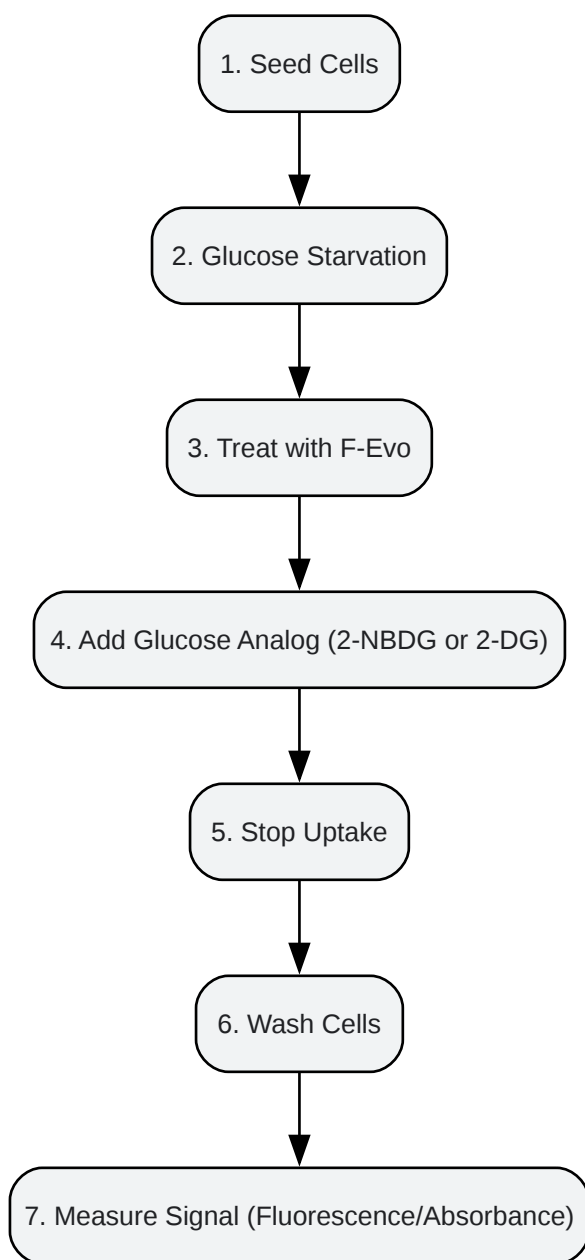 1. Seed Cells
2. Glucose Starvation
3. Treat with F-Evo
4. Add Glucose Analog (2-NBDG or 2-DG)
5. Stop Uptake
6. Wash Cells
7. Measure Signal (Fluorescence/Absorbance)